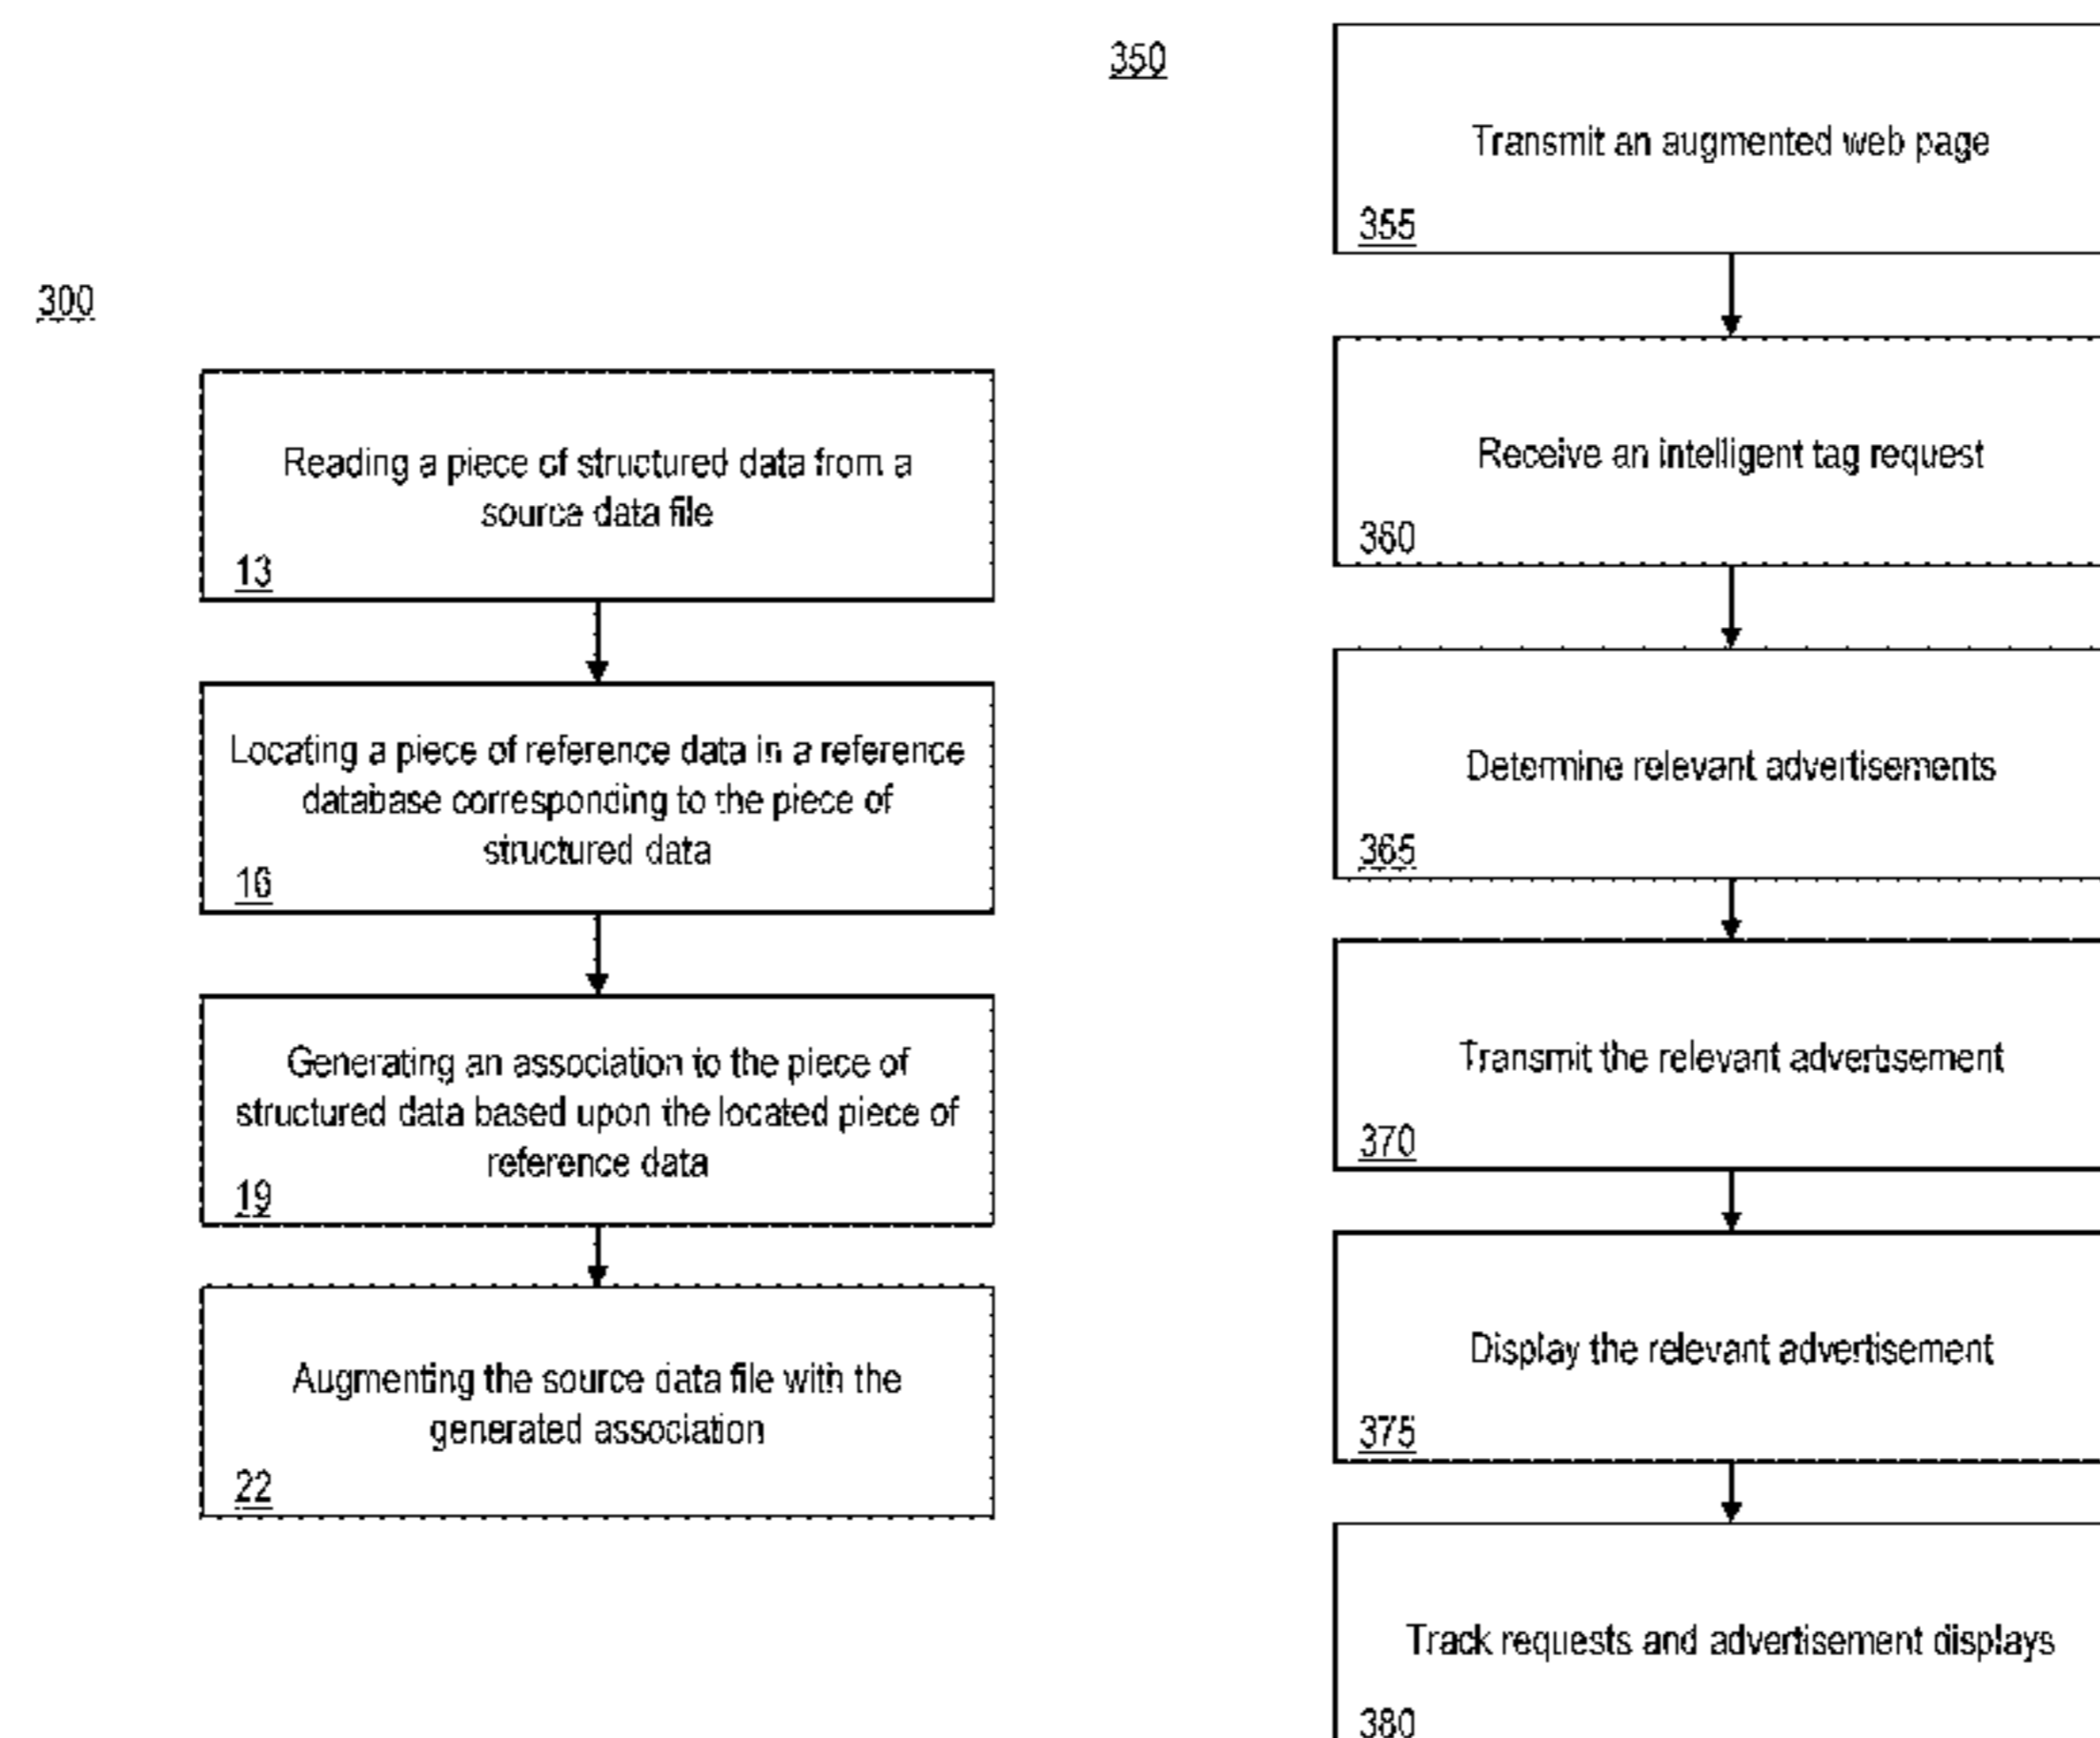 300
Reading a piece of structured data from a
source data file
13
Locating a piece of reference data in a reference
database corresponding to the piece of
structured data
16
Generating an association to the piece of
structured data based upon the located piece of
reference data
19
Augmenting the source data file with the
generated association
22
350
Transmit an augmented web page
355
Receive an intelligent tag request
360
Determine relevant advertisements
365
Transmit the relevant advertisement
370
Display the relevant advertisement
375
Track requests and advertisement displays
380